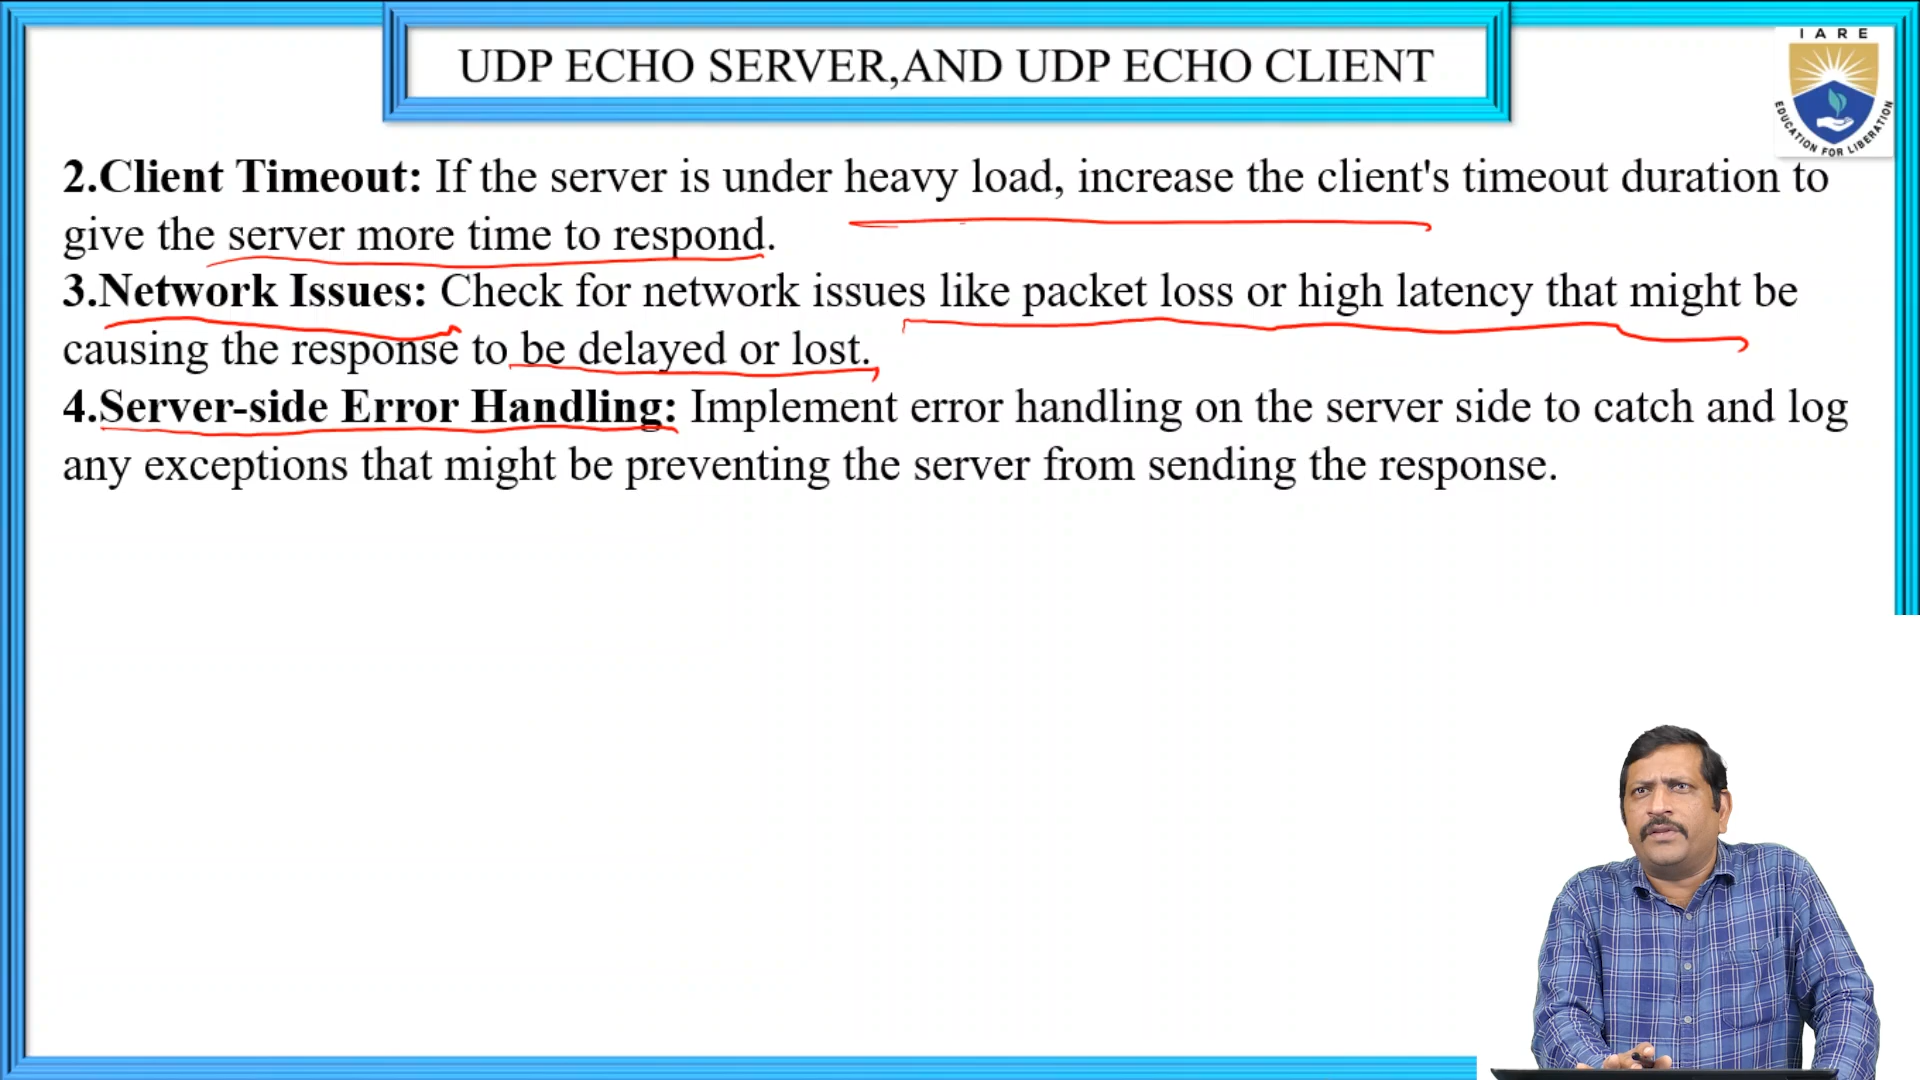 UDP ECHO SERVER,AND UDP ECHO CLIENT
IARE
EDUCATION FOR LIBERATION
2.Client Timeout: If the server is under heavy load, increase the client's timeout duration to
give the server more time to respond.
3.Network Issues: Check for network issues like packet loss or high latency that might be
causing the response to be delayed or lost.
4.Server-side Error Handling: Implement error handling on the server side to catch and log
any exceptions that might be preventing the server from sending the response.